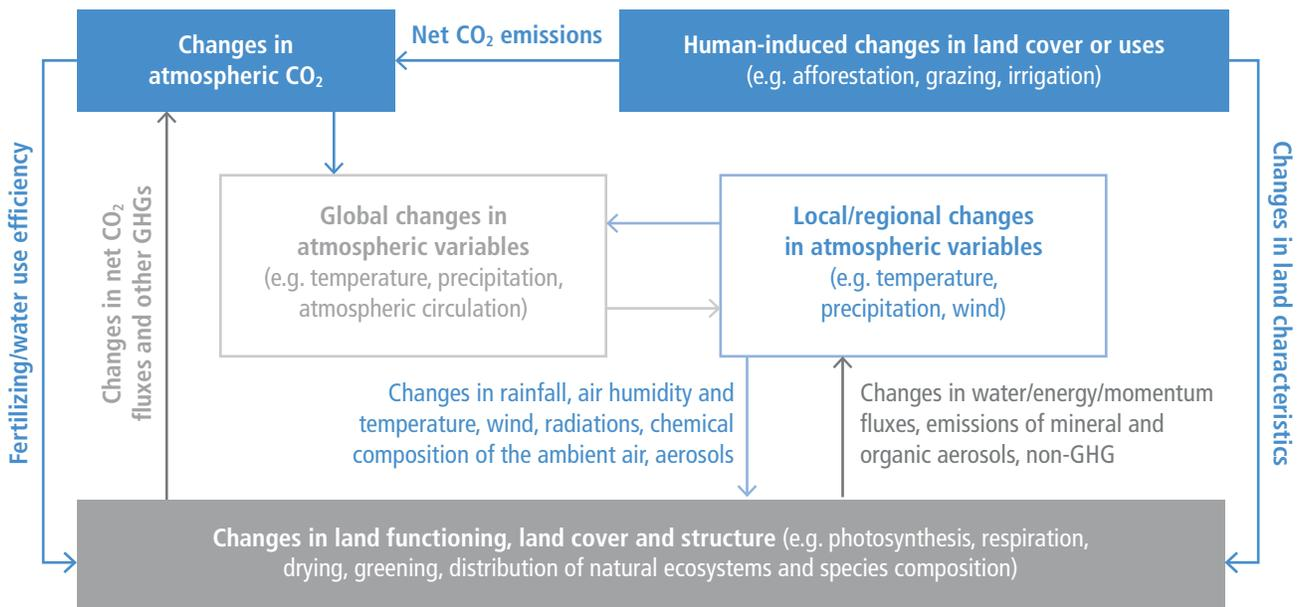 Changes in
atmospheric CO₂
Net CO₂ emissions
Human-induced changes in land cover or uses
(e.g. afforestation, grazing, irrigation)
Fertilizing/water use efficiency
Changes in net CO₂
fluxes and other GHGs
Global changes in
atmospheric variables
(e.g. temperature, precipitation,
atmospheric circulation)
Local/regional changes
in atmospheric variables
(e.g. temperature,
precipitation, wind)
Changes in land characteristics
Changes in rainfall, air humidity and
temperature, wind, radiations, chemical
composition of the ambient air, aerosols
Changes in water/energy/momentum
fluxes, emissions of mineral and
organic aerosols, non-GHG
Changes in land functioning, land cover and structure (e.g. photosynthesis, respiration,
drying, greening, distribution of natural ecosystems and species composition)